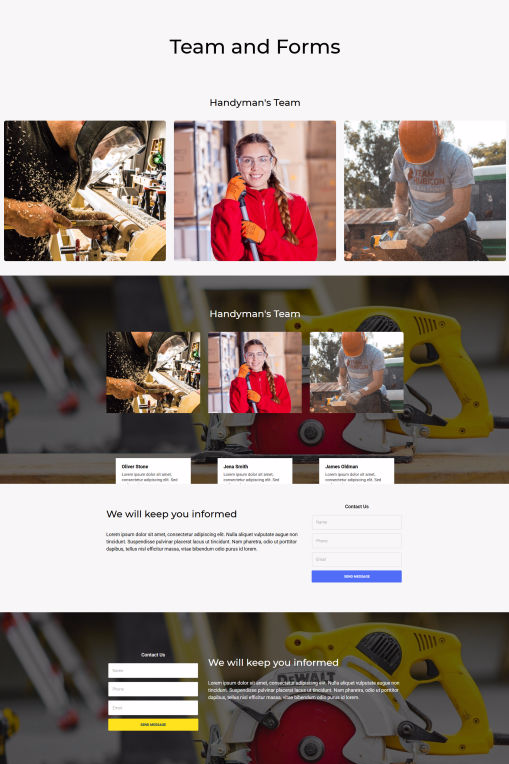 Team and Forms
Handyman's Team
TEAM
RUBICON
Handyman's Team
Oliver Stone
Lorem ipsum dolor sit amet,
consectetur adipiscing elit. Sed
Jena Smith
Lorem ipsum dolor sit amet,
consectetur adipiscing elit. Sed
James Oldman
Lorem ipsum dolor sit amet,
consectetur adipiscing elit. Sed
We will keep you informed
Lorem ipsum dolor sit amet, consectetur adipiscing elit. Nulla aliquet vulputate augue non
tincidunt. Suspendisse pulvinar placerat lacus ut tincidunt. Nam pharetra, odio ut porttitor
dapibus, tellus nisl efficitur massa, vitae bibendum odio purus id lorem.
Contact Us
Name
Phone
Email
SEND MESSAGE
Contact Us
Name
Phone
Email
SEND MESSAGE
We will keep you informed
DEWALT
Lorem ipsum dolor sit amet, consectetur adipiscing elit. Nulla aliquet vulputate augue non
tincidunt. Suspendisse pulvinar placerat lacus ut tincidunt. Nam pharetra, odio ut porttitor
dapibus, tellus nisl efficitur massa, vitae bibendum odio purus id lorem.